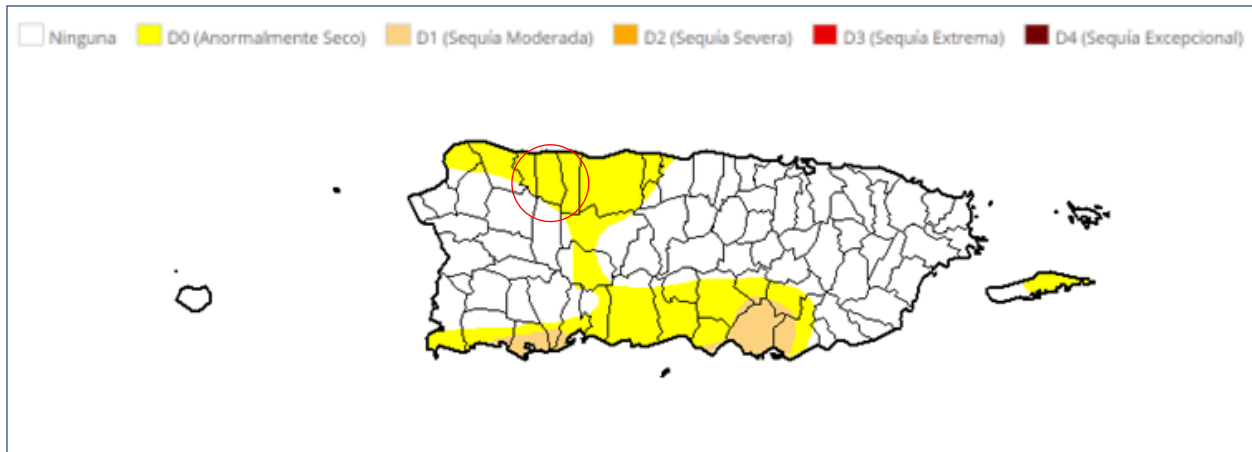 Ninguna D0 (Anormalmente Seco) D1 (Sequía Moderada) D2 (Sequía Severa) D3 (Sequía Extrema) D4 (Sequía Excepcional)